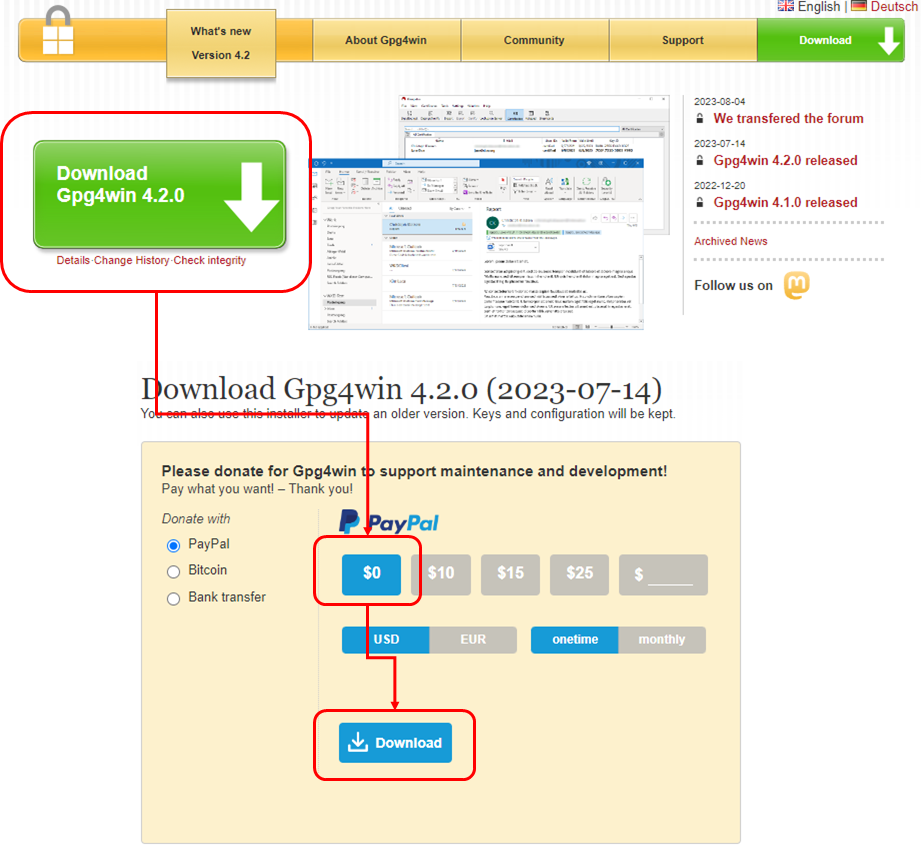 English | Deutsch
What's new
Version 4.2
About Gpg4win
Community
Support
Download
Download
Gpg4win 4.2.0
Details·Change History·Check integrity
2023-08-04
We transfered the forum
2023-07-14
Gpg4win 4.2.0 released
2022-12-20
Gpg4win 4.1.0 released
Archived News
Follow us on
Download Gpg4win 4.2.0 (2023-07-14)
You can also use this installer to update an older version. Keys and configuration will be kept.
Please donate for Gpg4win to support maintenance and development!
Pay what you want! – Thank you!
Donate with
PayPal
Bitcoin
Bank transfer
PayPal
$0
$10
$15
$25
$ ______
USD
EUR
onetime
monthly
Download